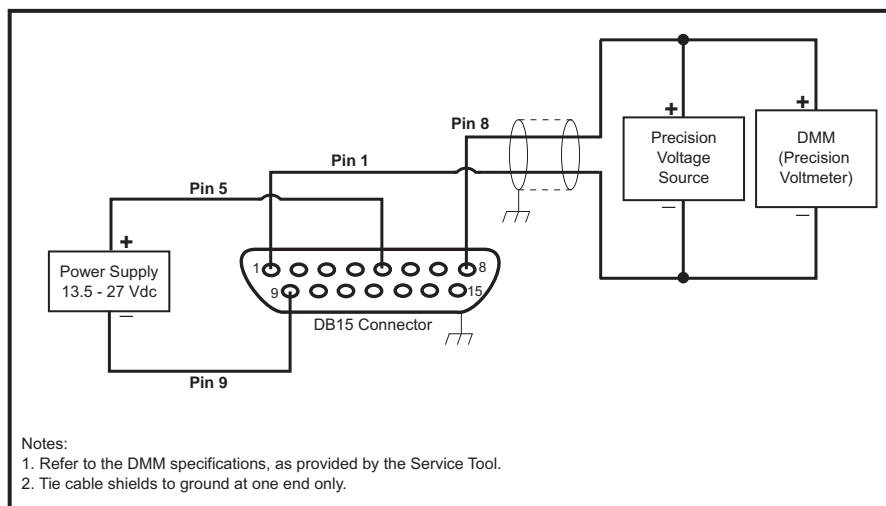 Pin 8
+
+
Precision
Voltage
Source
DMM
(Precision
Voltmeter)
Pin 1
Pin 5
_
_
+
Power Supply
13.5 - 27 Vdc
_
1
8
9
15
DB15 Connector
Pin 9
Notes:
1. Refer to the DMM specifications, as provided by the Service Tool.
2. Tie cable shields to ground at one end only.